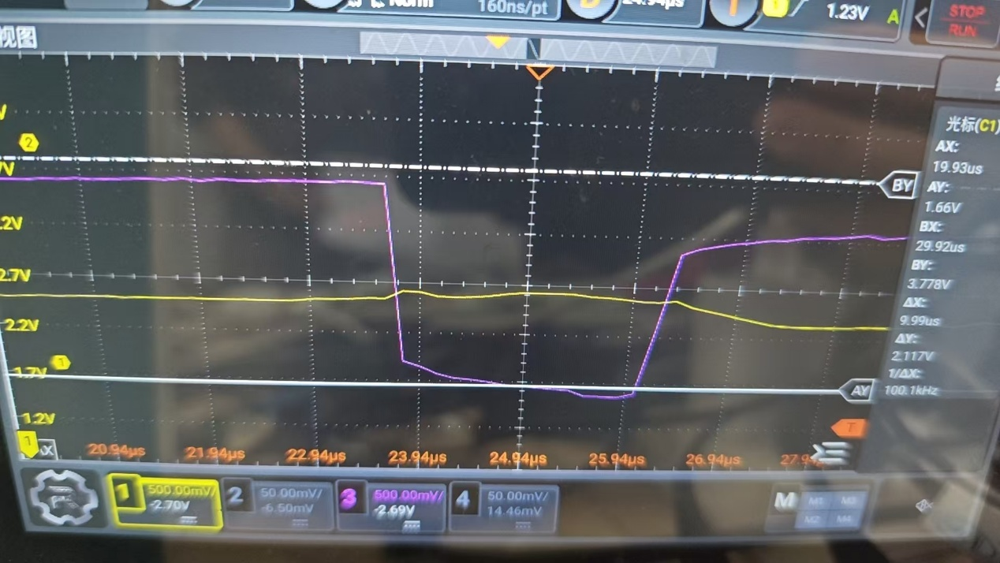 Norm
160ns/pt
1.23V
A
STOP
RUN
视图
2
.2V
2.7V
2.2V
1
1.7V
1.2V
1
20.94μs
21.94μs
22.94μs
23.94μs
24.94μs
25.94μs
26.94μs
BY
AY
T
光标(C1)
AX:
19.93us
AY:
1.66V
BX:
29.92us
BY:
3.778V
ΔX:
9.99us
ΔY:
2.117V
1/ΔX:
100.1kHz
1
500.00mV/
-2.70V
2
50.00mV/
-6.50mV
3
500.00mV/
-2.69V
4
50.00mV/
14.46mV
M
M1
M3
M2
M4